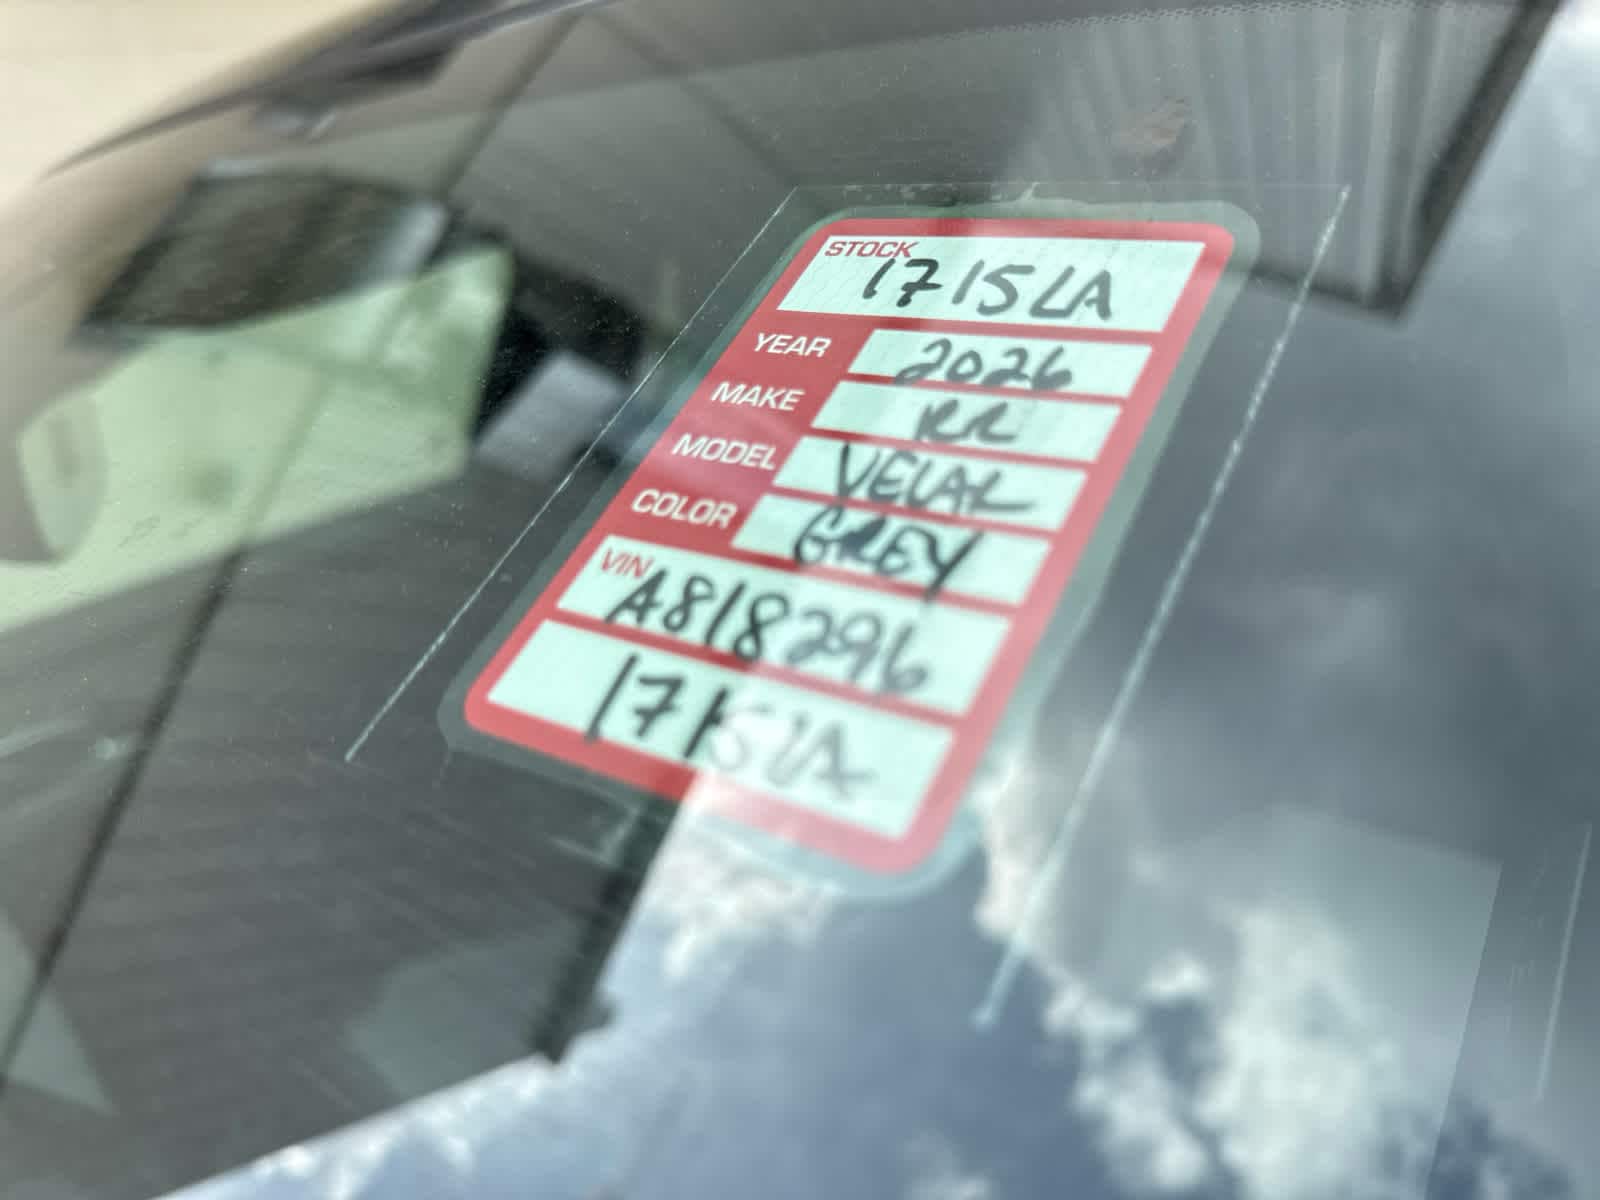 STOCK
1715LA
YEAR 2026
MAKE RR
MODEL VELAR
COLOR GREY
VIN
A818296
1715LA